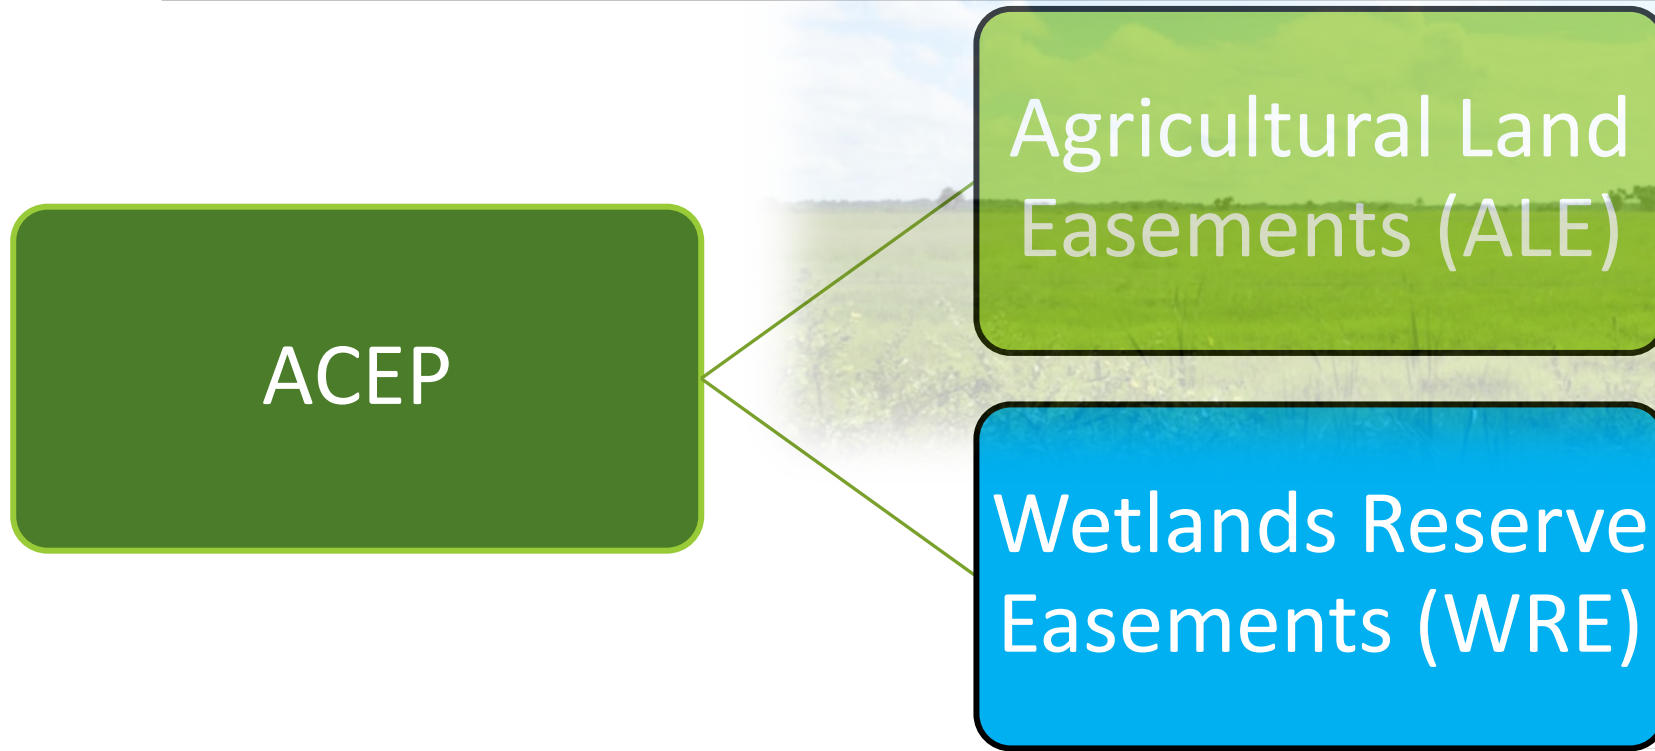 ACEP
Agricultural Land
Easements (ALE)
Wetlands Reserve
Easements (WRE)